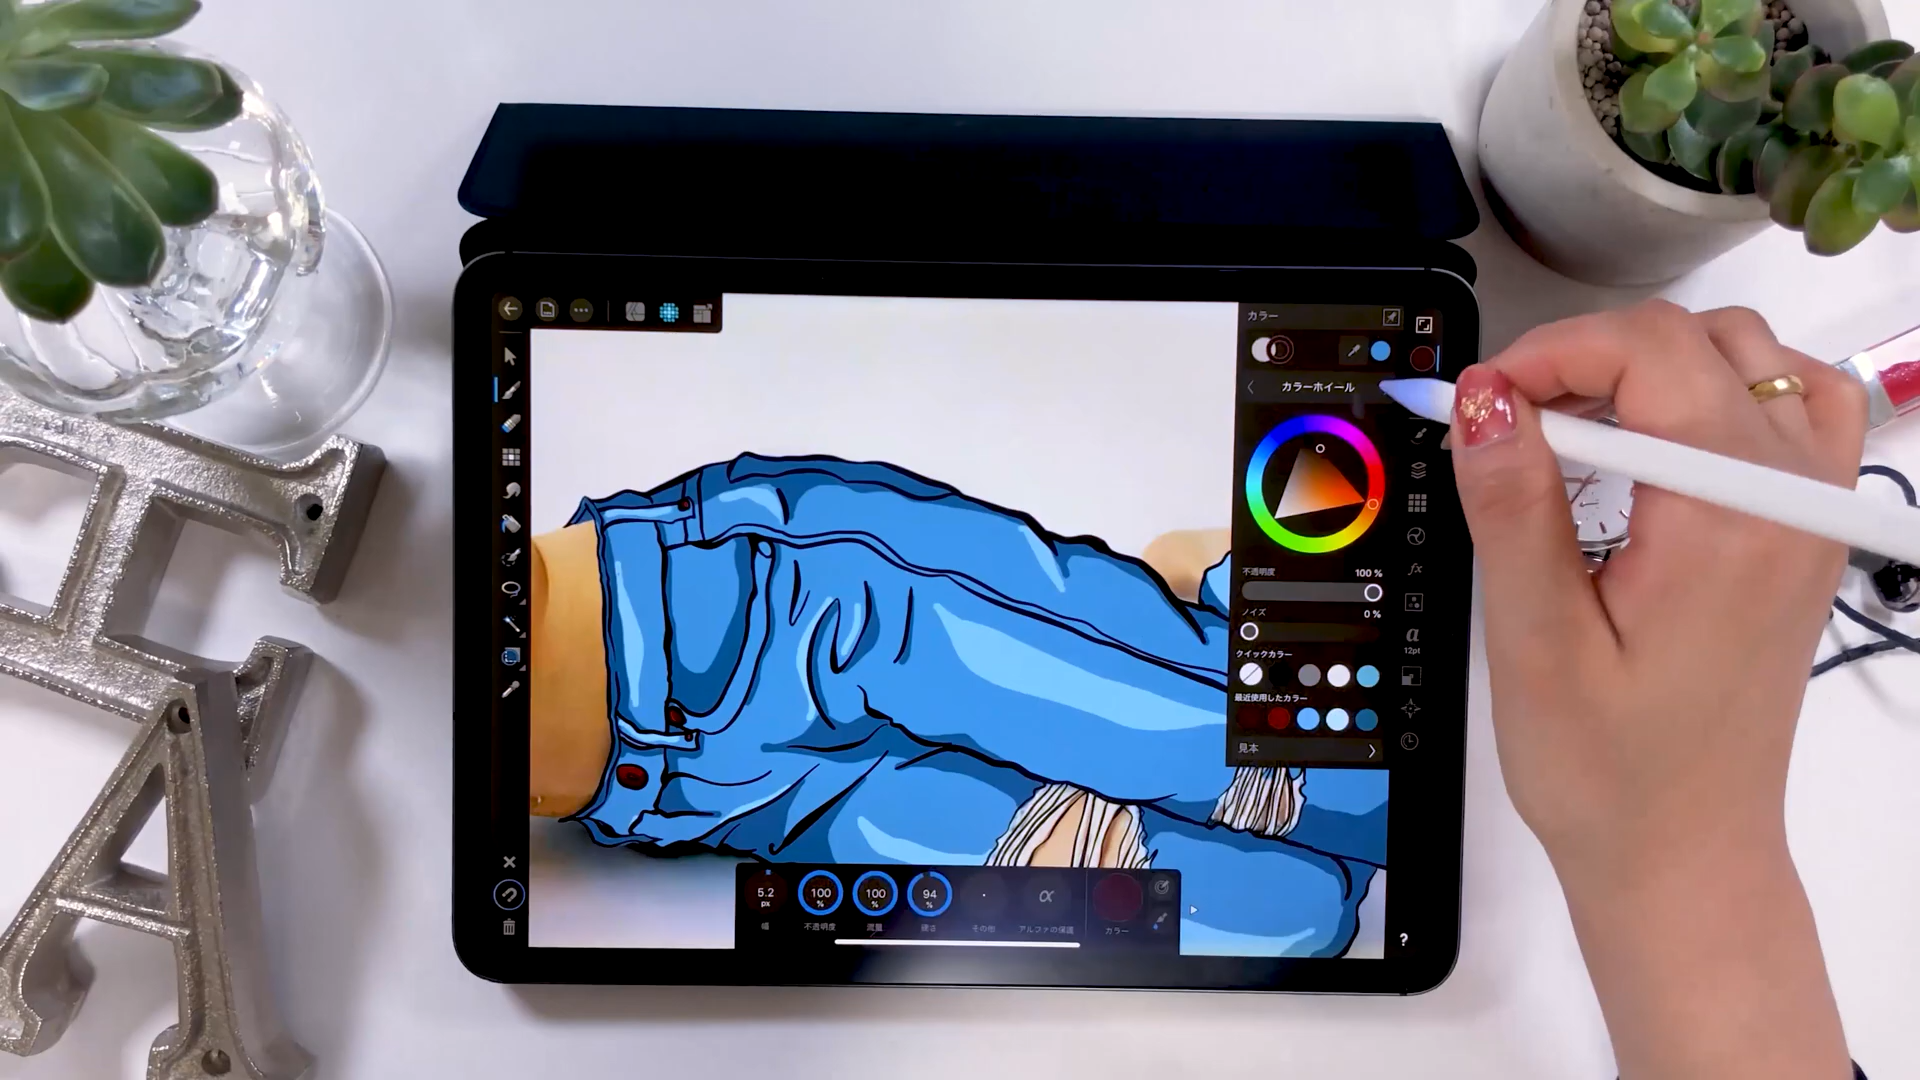 カラー
カラーホイール
不透明度 100 %
ノイズ 0 %
クイックカラー
最近使用したカラー
見本
a
12pt
fx
5.2 px
100 %
100 %
94 %
α
幅
不透明度
流量
硬さ
その他
アルファの保護
カラー
?
H
A